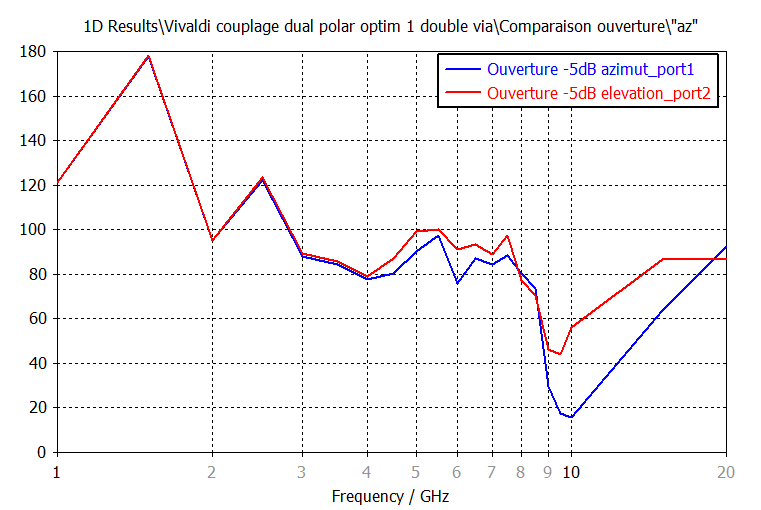 1D Results\Vivaldi couplage dual polar optim 1 double via\Comparaison ouverture\"az"
Ouverture -5dB azimut_port1
Ouverture -5dB elevation_port2
180
160
140
120
100
80
60
40
20
0
1 2 3 4 5 6 7 8 9 10 20
Frequency / GHz